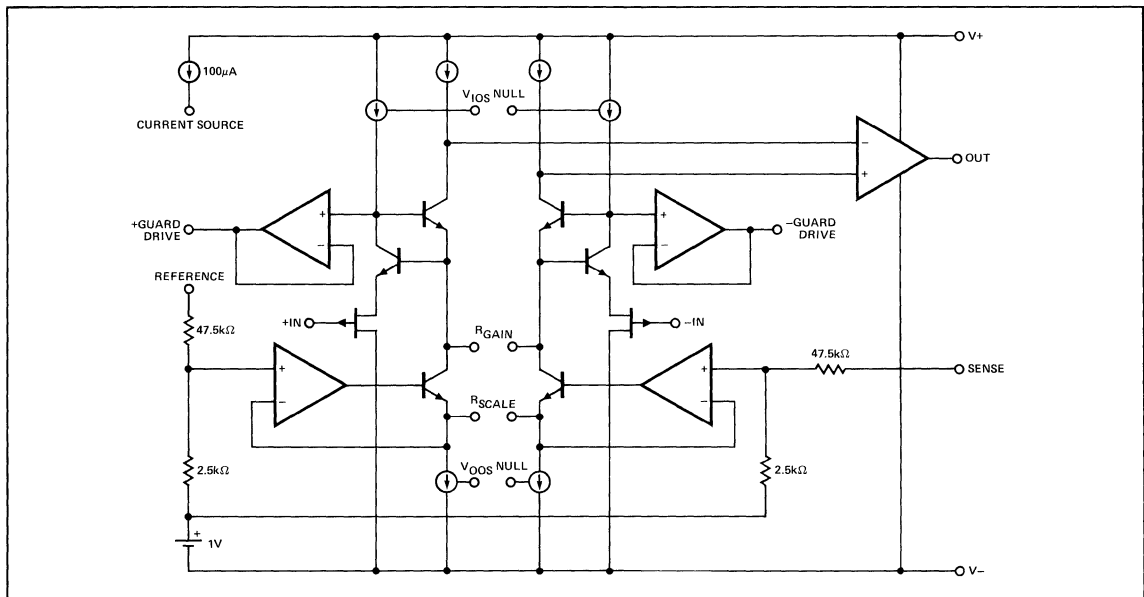 V+
100μA
VIOS NULL
CURRENT SOURCE
−
+
OUT
+GUARD
DRIVE
+
−
+
−
−GUARD
DRIVE
REFERENCE
47.5kΩ
+IN
RGAIN
−IN
47.5kΩ
+
−
+
−
SENSE
RSCALE
2.5kΩ
VOOS NULL
2.5kΩ
+
1V
V−